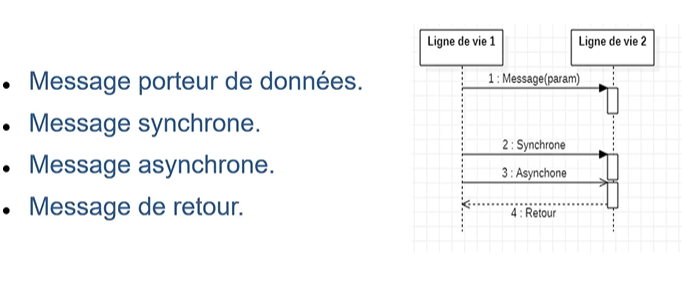 • Message porteur de données.
• Message synchrone.
• Message asynchrone.
• Message de retour.
Ligne de vie 1
Ligne de vie 2
1 : Message(param)
2 : Synchrone
3 : Asynchone
4 : Retour